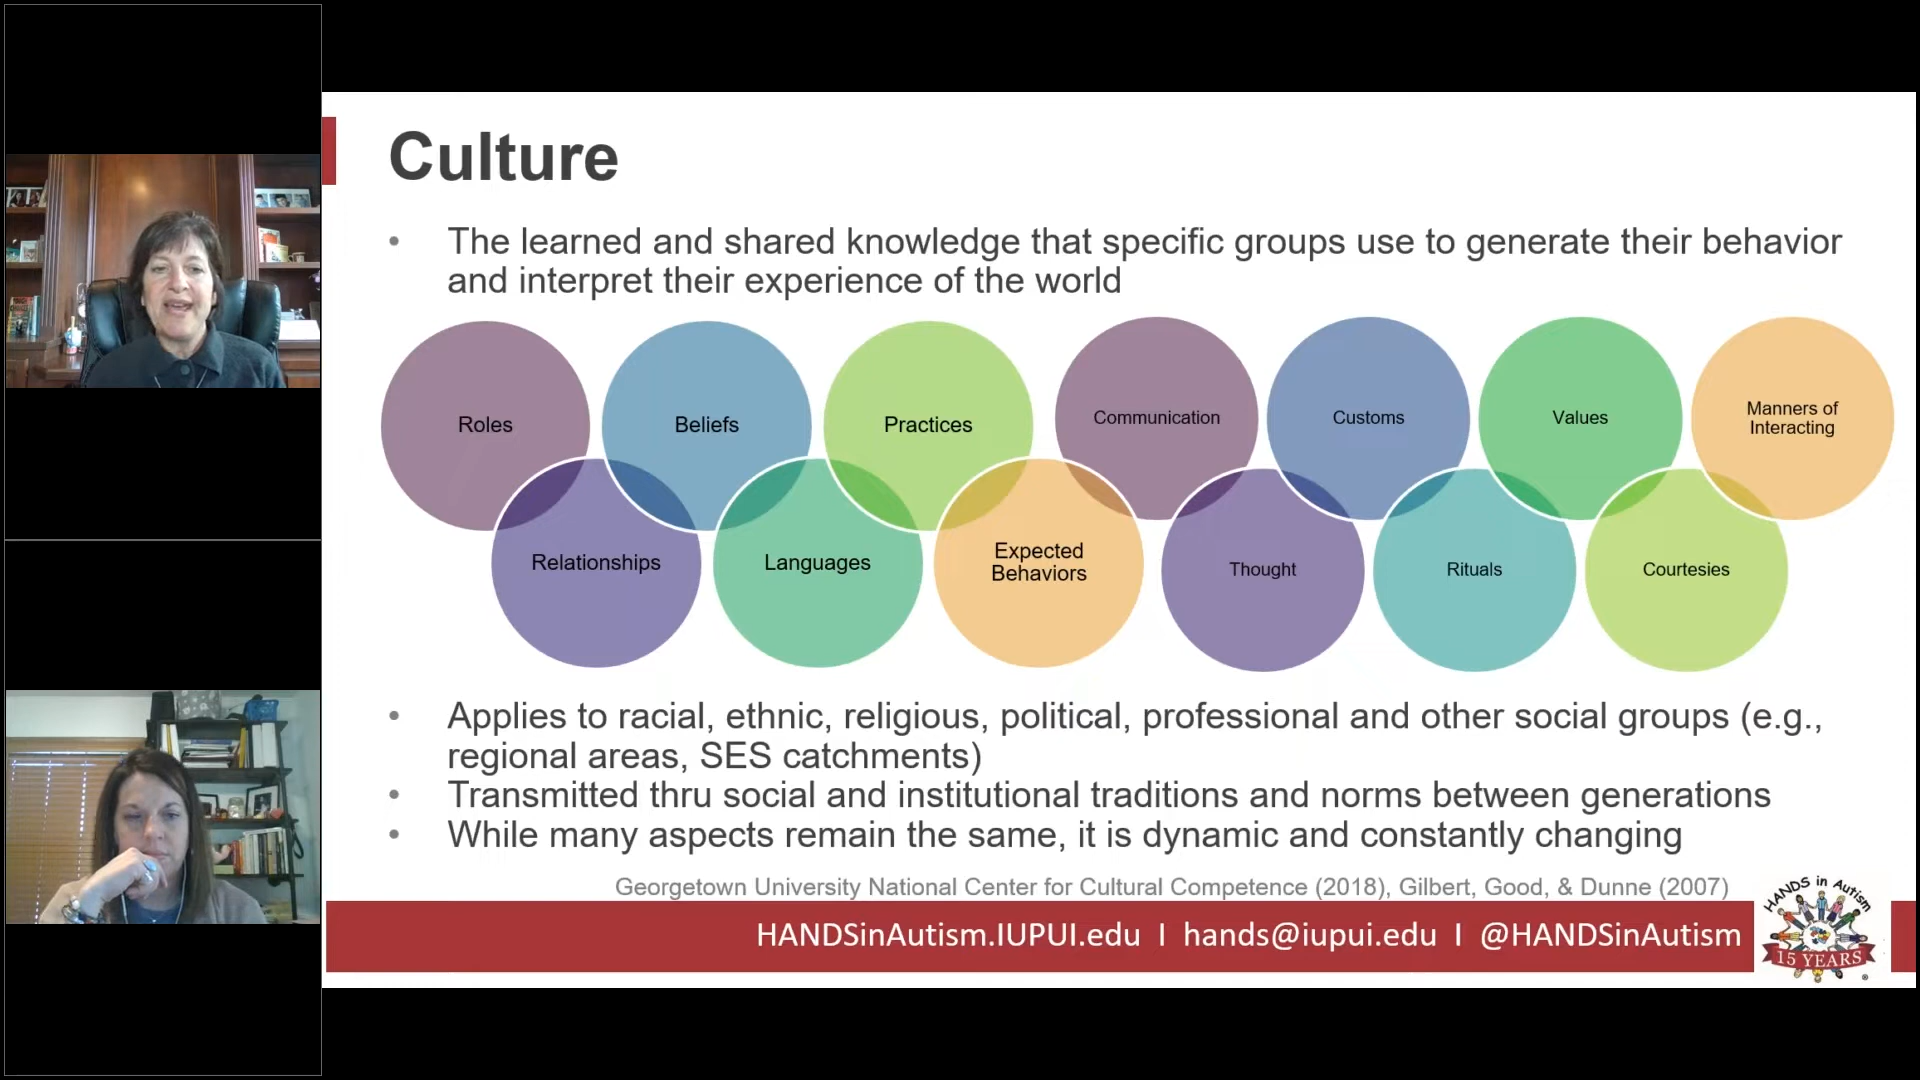 Culture
• The learned and shared knowledge that specific groups use to generate their behavior
and interpret their experience of the world
Roles
Beliefs
Practices
Communication
Customs
Values
Manners of
Interacting
Relationships
Languages
Expected
Behaviors
Thought
Rituals
Courtesies
• Applies to racial, ethnic, religious, political, professional and other social groups (e.g.,
regional areas, SES catchments)
• Transmitted thru social and institutional traditions and norms between generations
• While many aspects remain the same, it is dynamic and constantly changing
Georgetown University National Center for Cultural Competence (2018), Gilbert, Good, & Dunne (2007)
HANDSinAutism.IUPUI.edu I hands@iupui.edu I @HANDSinAutism
HANDS in Autism
15 YEARS
®